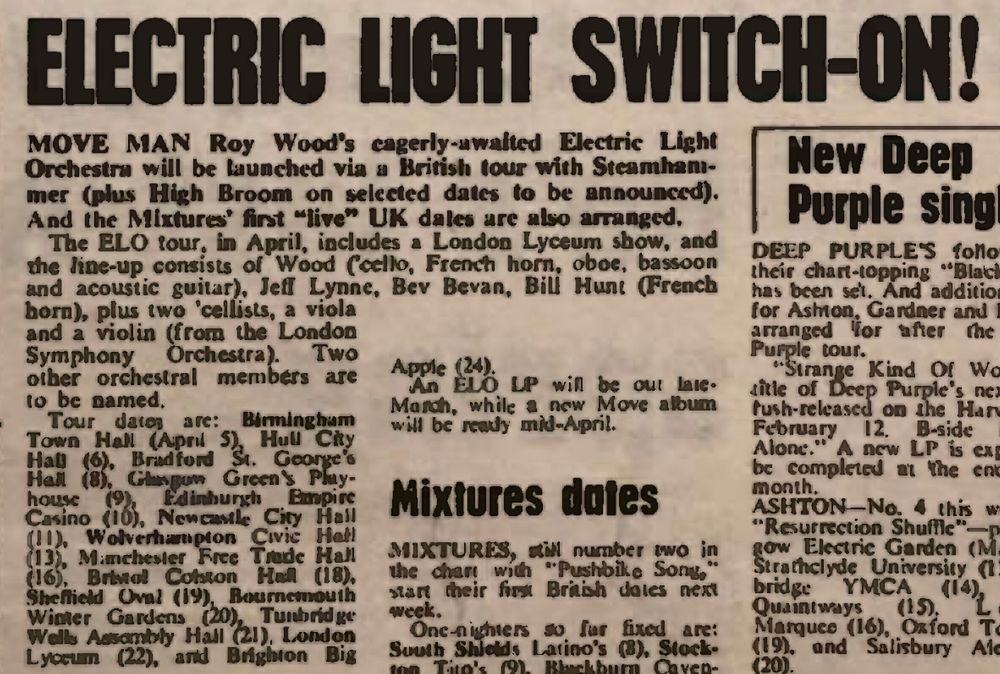 ELECTRIC LIGHT SWITCH-ON!
MOVE MAN Roy Wood's eagerly-awaited Electric Light
Orchestra will be launched via a British tour with Steamham-
mer (plus High Broom on selected dates to be announced).
And the Mixtures' first "live" UK dates are also arranged.
The ELO tour, in April, includes a London Lyceum show, and
the line-up consists of Wood ('cello, French horn, oboe, bassoon
and acoustic guitar), Jeff Lynne, Bev Bevan, Bill Hunt (French
horn), plus two 'cellists, a viola
and a violin (from the London
Symphony Orchestra). Two
other orchestral members are
to be named.
Tour dates are: Birmingham
Town Hall (April 5), Hull City
Hall (6), Bradford St. George's
Hall (8), Glasgow Green's Play-
house (9), Edinburgh Empire
Casino (10), Newcastle City Hall
(11), Wolverhampton Civic Hall
(13), Manchester Free Trade Hall
(16), Bristol Colston Hall (18),
Sheffield Oval (19), Bournemouth
Winter Gardens (20), Tunbridge
Wells Assembly Hall (21), London
Lyceum (22), and Brighton Big
Apple (24).
An ELO LP will be out late-
March, while a new Move album
will be ready mid-April.
Mixtures dates
MIXTURES, still number two in
the chart with "Pushbike Song,"
start their first British dates next
week.
One-nighters so far fixed are:
South Shields Latino's (8), Stock-
ton Tito's (9), Blackburn Caven-
New Deep
Purple singl
DEEP PURPLE'S follo
their chart-topping "Black
has been set. And addition
for Ashton, Gardner and
arranged for after the
Purple tour.
"Strange Kind Of Wo
title of Deep Purple's nex
rush-released on the Harv
February 12. B-side
Alone." A new LP is exp
be completed at the end
month.
ASHTON—No. 4 this w
"Resurrection Shuffle"—p
gow Electric Garden (Ma
Strathclyde University (1
bridge YMCA (14),
Quaintways (15), L
Marquee (16), Oxford To
(19), and Salisbury Ale
(20).